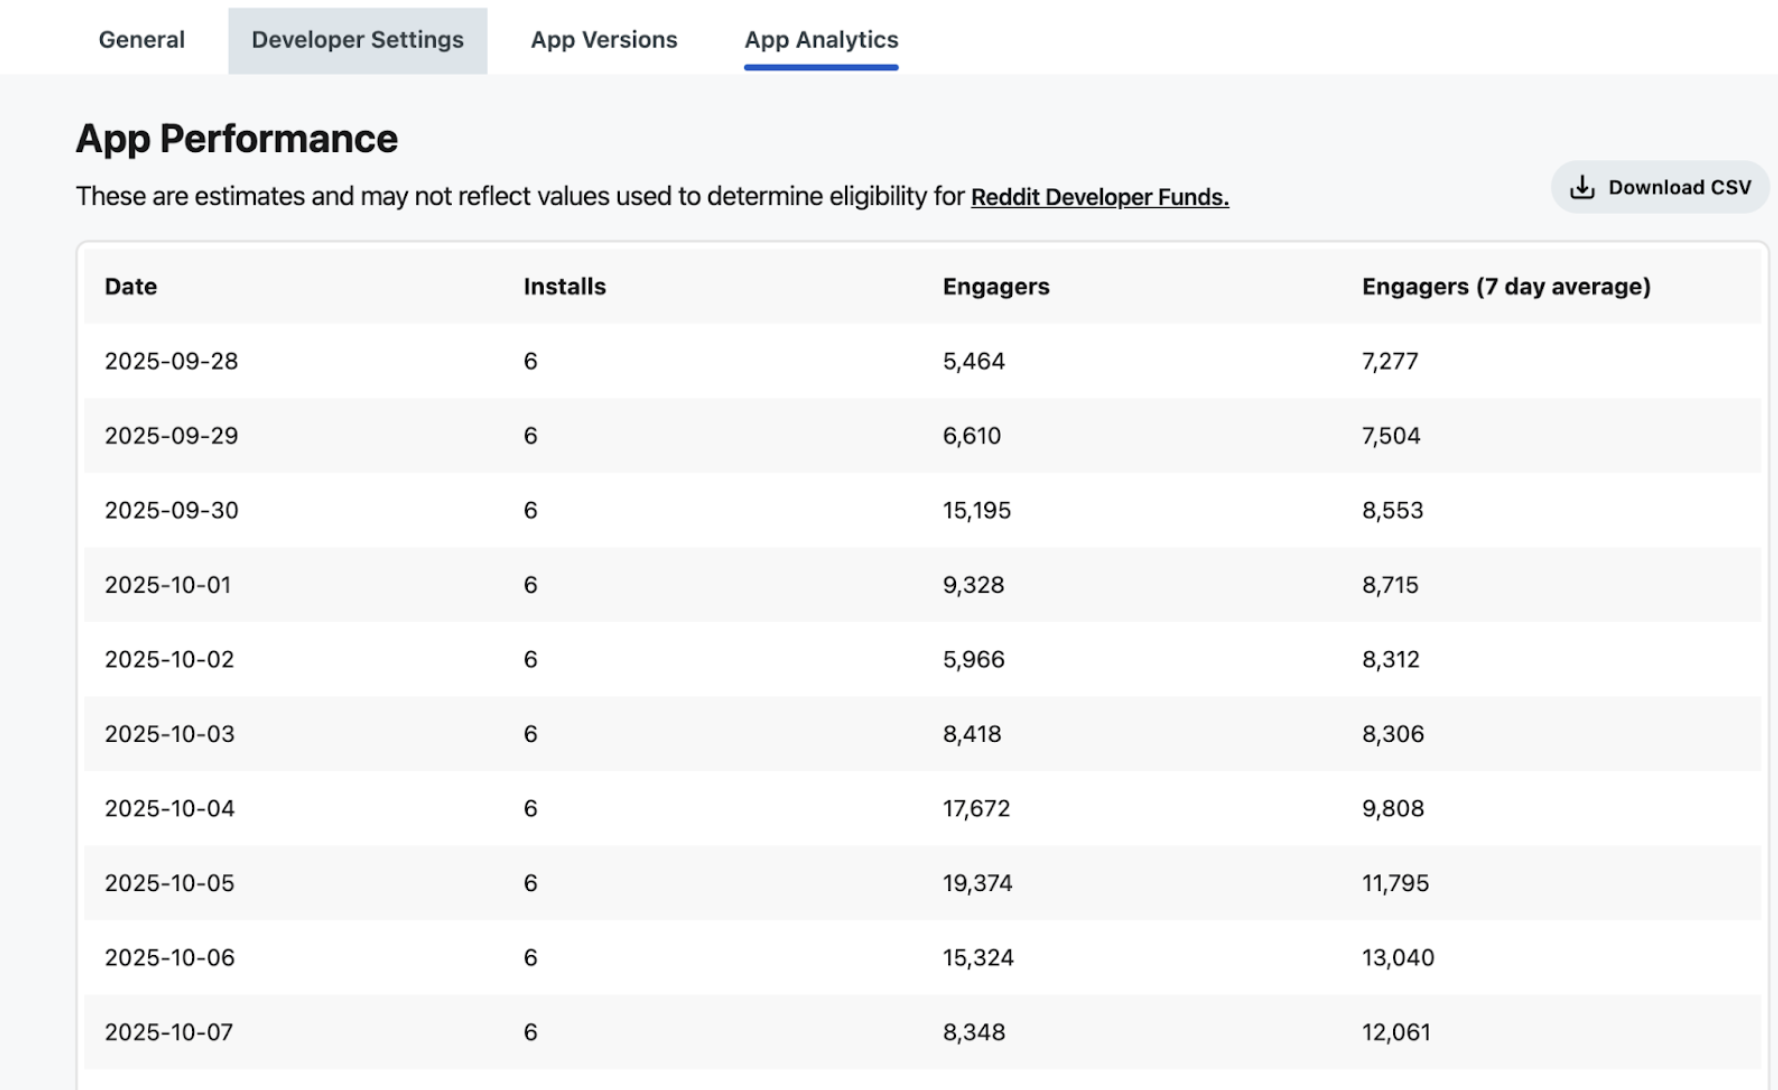 General Developer Settings App Versions App Analytics
App Performance
These are estimates and may not reflect values used to determine eligibility for Reddit Developer Funds.
Download CSV
Date Installs Engagers Engagers (7 day average)
2025-09-28 6 5,464 7,277
2025-09-29 6 6,610 7,504
2025-09-30 6 15,195 8,553
2025-10-01 6 9,328 8,715
2025-10-02 6 5,966 8,312
2025-10-03 6 8,418 8,306
2025-10-04 6 17,672 9,808
2025-10-05 6 19,374 11,795
2025-10-06 6 15,324 13,040
2025-10-07 6 8,348 12,061